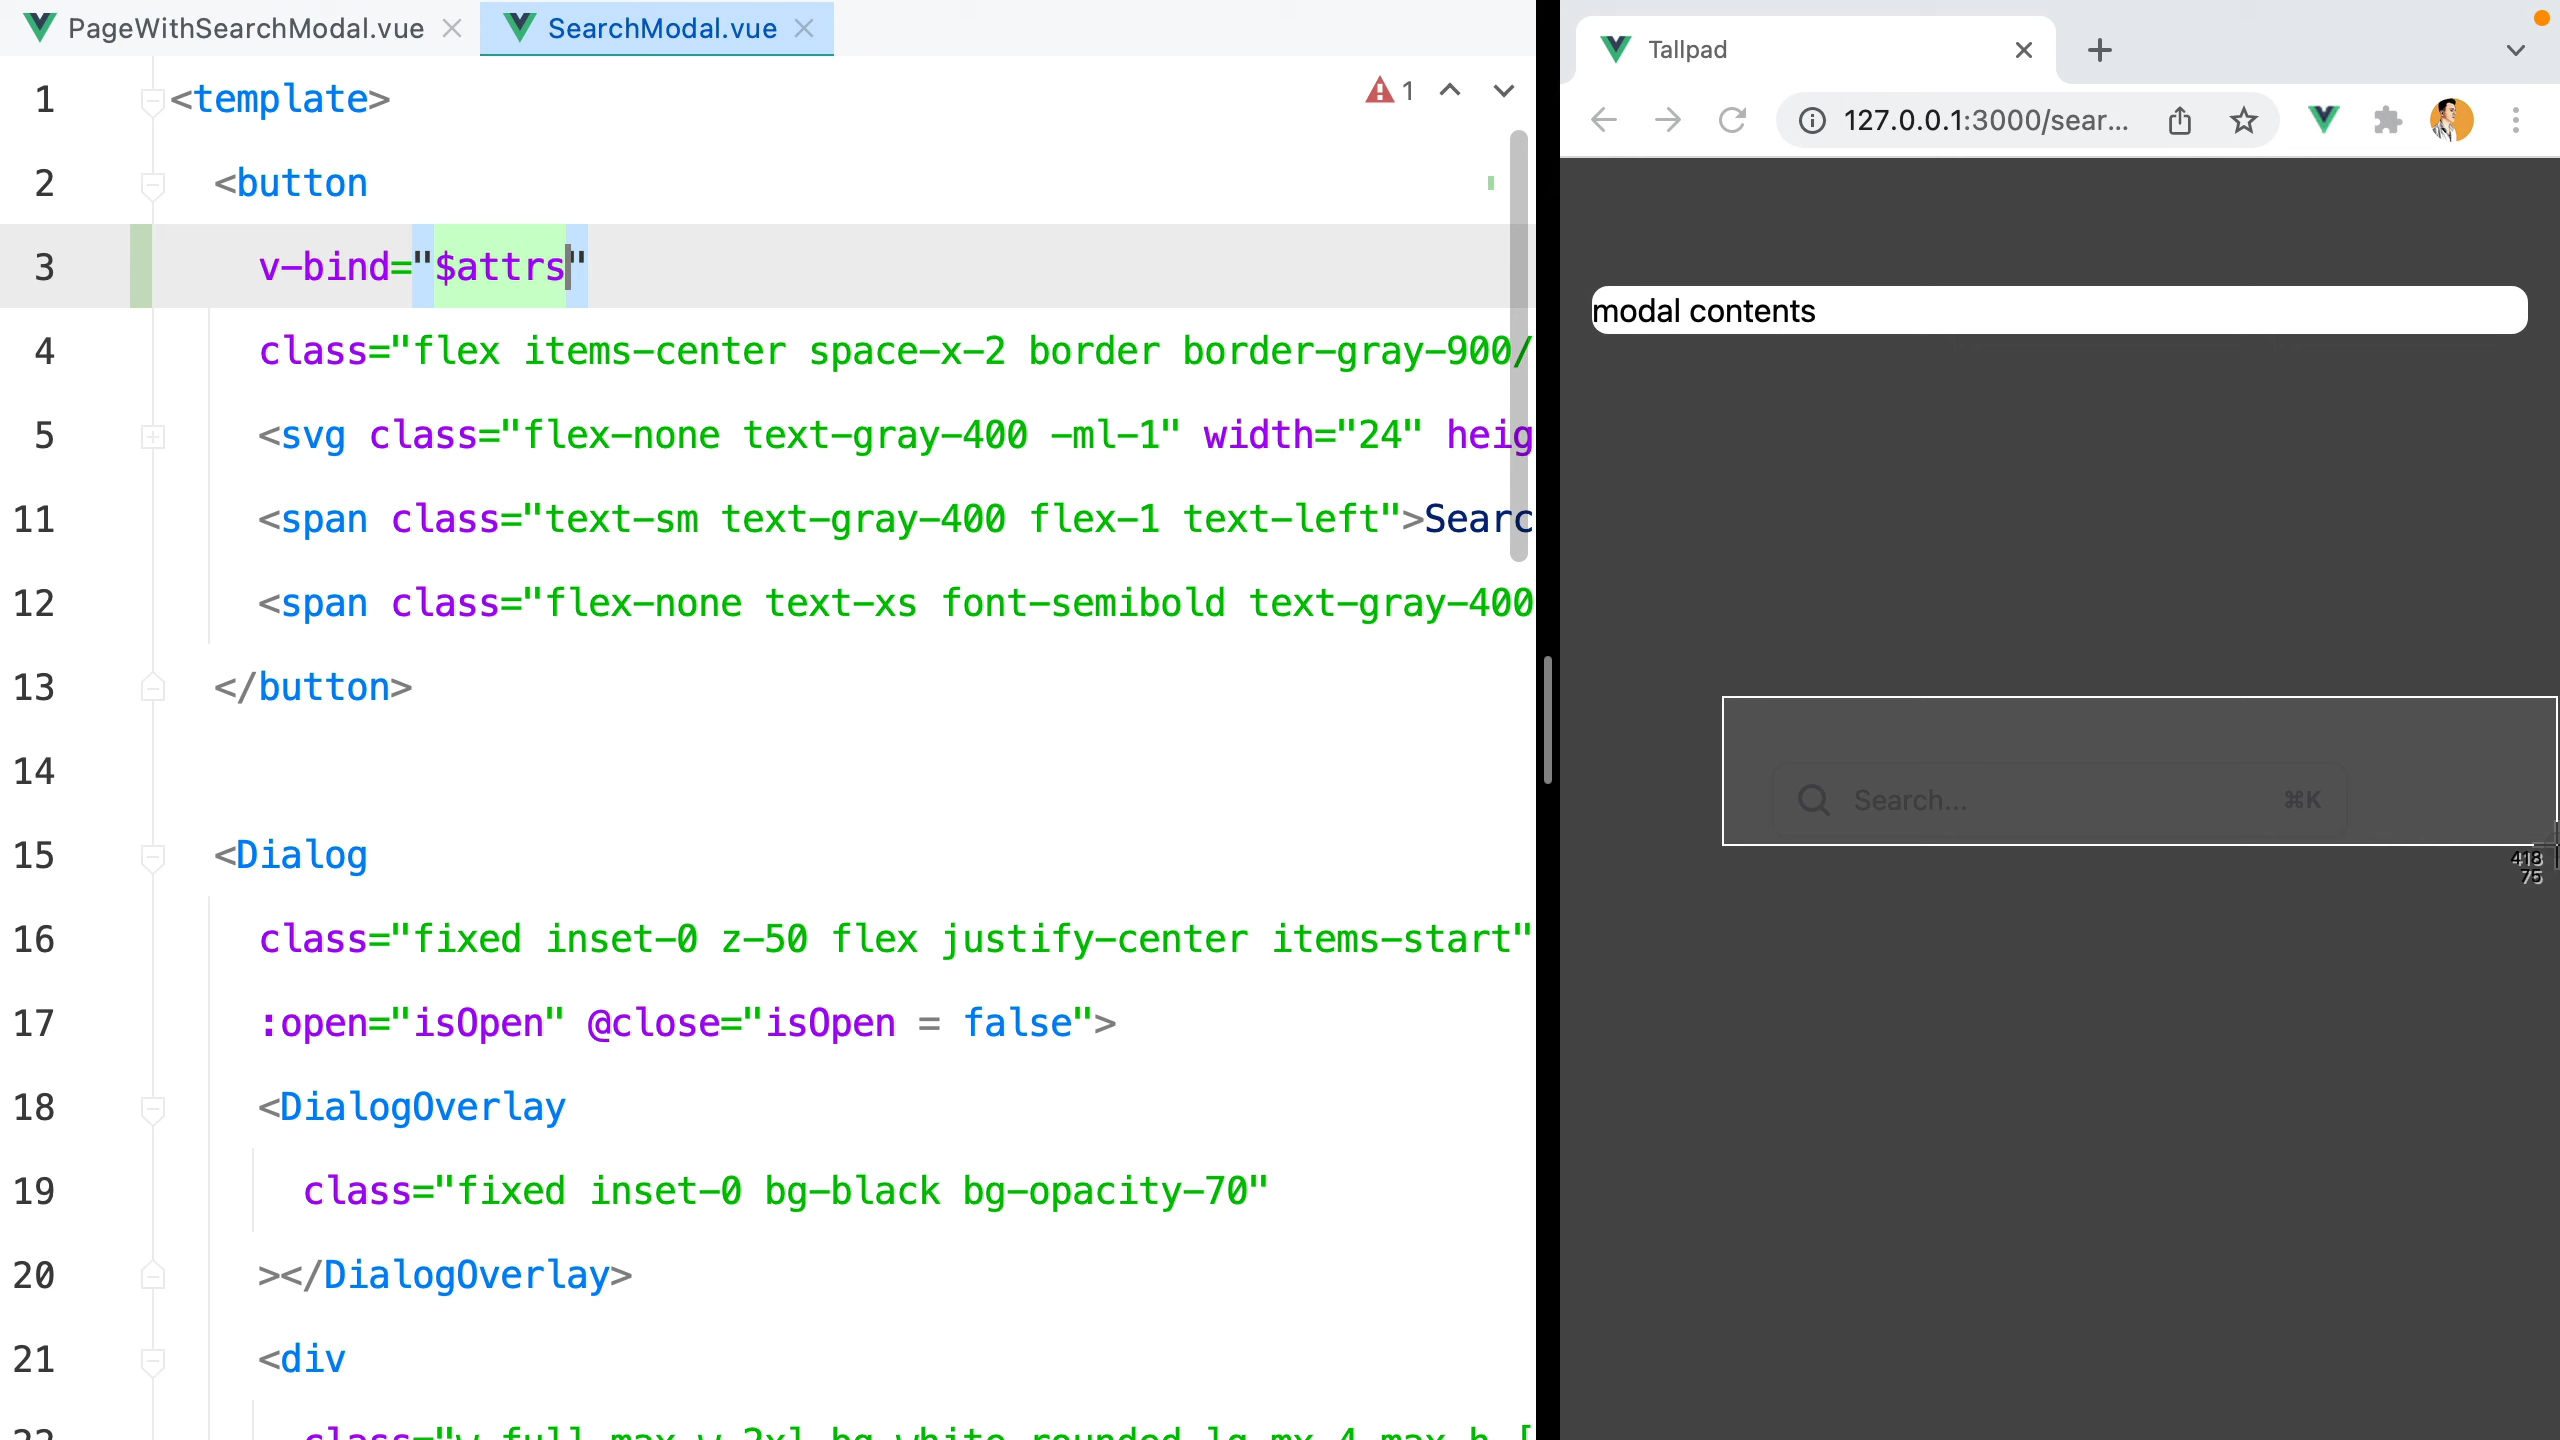 PageWithSearchModal.vue
SearchModal.vue
1 <template>
1
2 <button
3 v-bind="$attrs"
4 class="flex items-center space-x-2 border border-gray-900/
5 <svg class="flex-none text-gray-400 -ml-1" width="24" heig
11 <span class="text-sm text-gray-400 flex-1 text-left">Searc
12 <span class="flex-none text-xs font-semibold text-gray-400
13 </button>
14
15 <Dialog
16 class="fixed inset-0 z-50 flex justify-center items-start"
17 :open="isOpen" @close="isOpen = false">
18 <DialogOverlay
19 class="fixed inset-0 bg-black bg-opacity-70"
20 ></DialogOverlay>
21 <div
Tallpad
127.0.0.1:3000/sear...
modal contents
Search...
⌘K
418
75